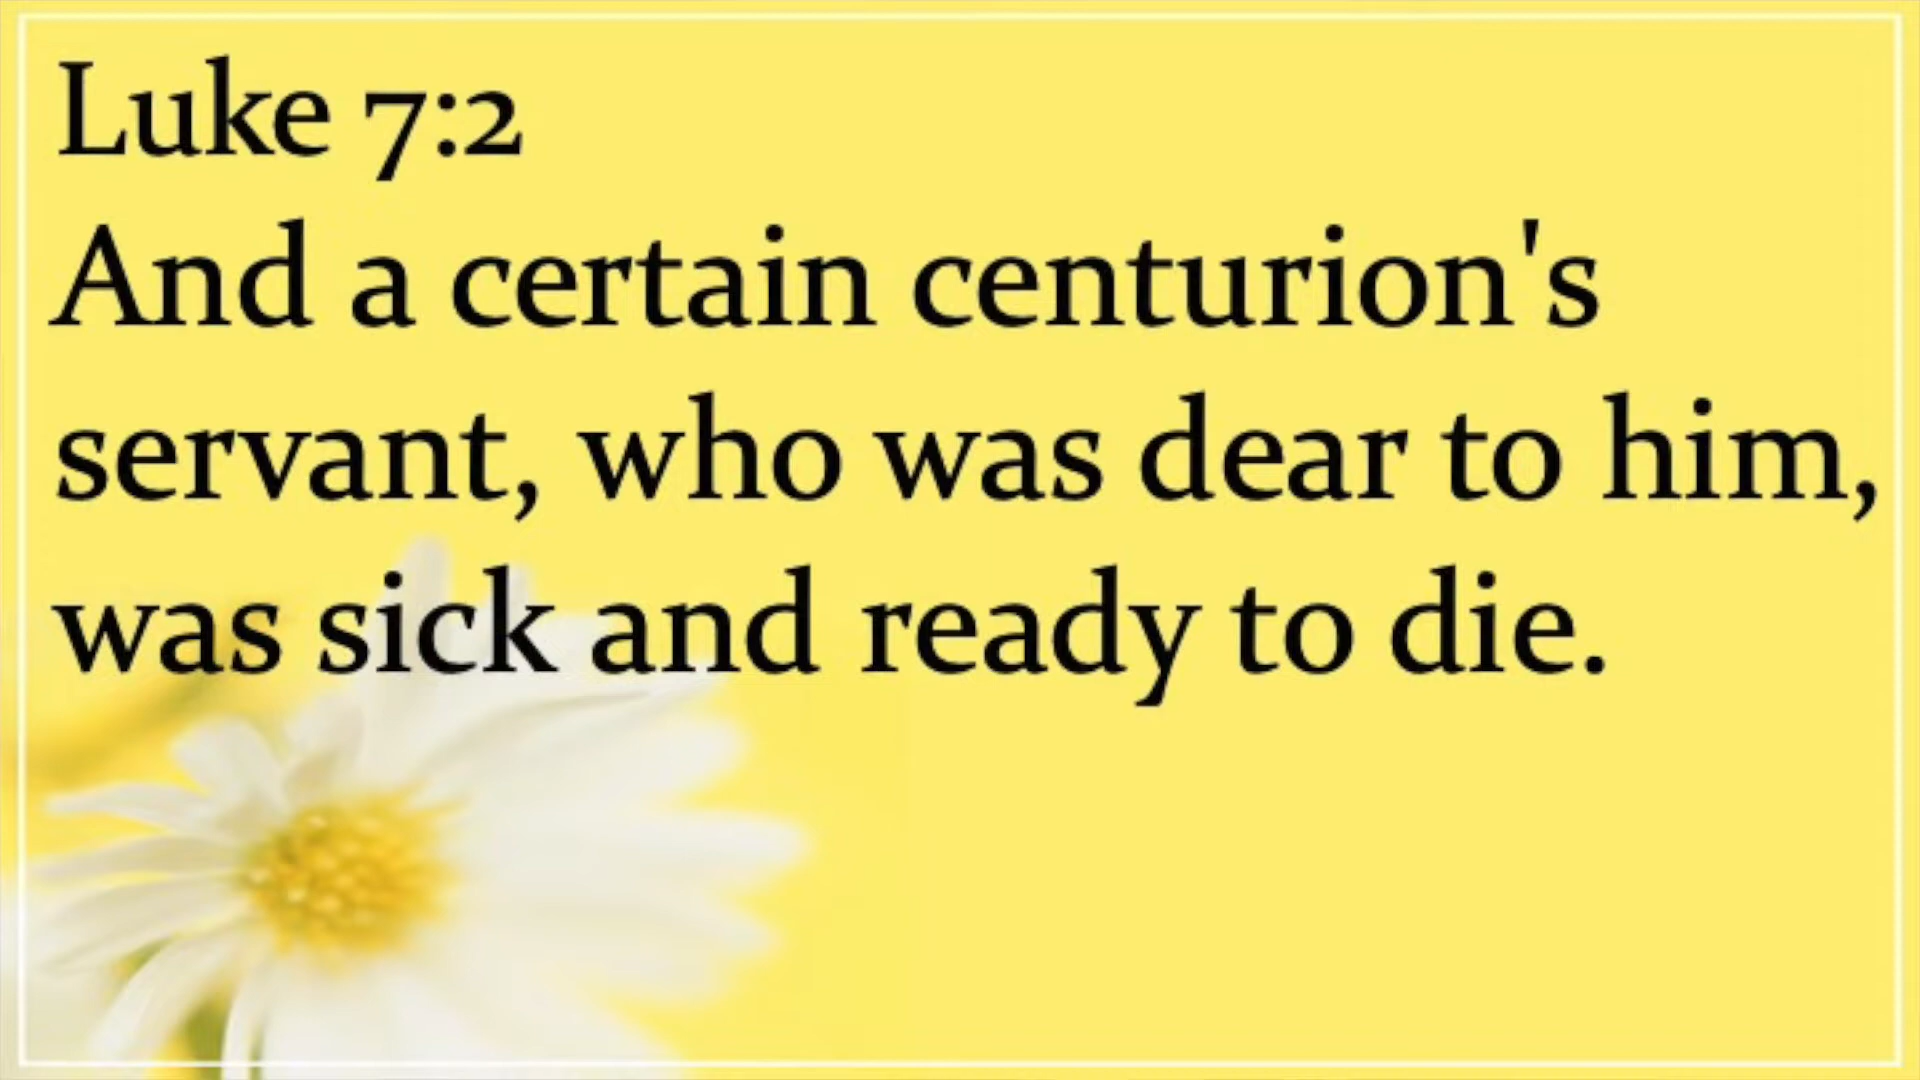 Luke 7:2
And a certain centurion's
servant, who was dear to him,
was sick and ready to die.